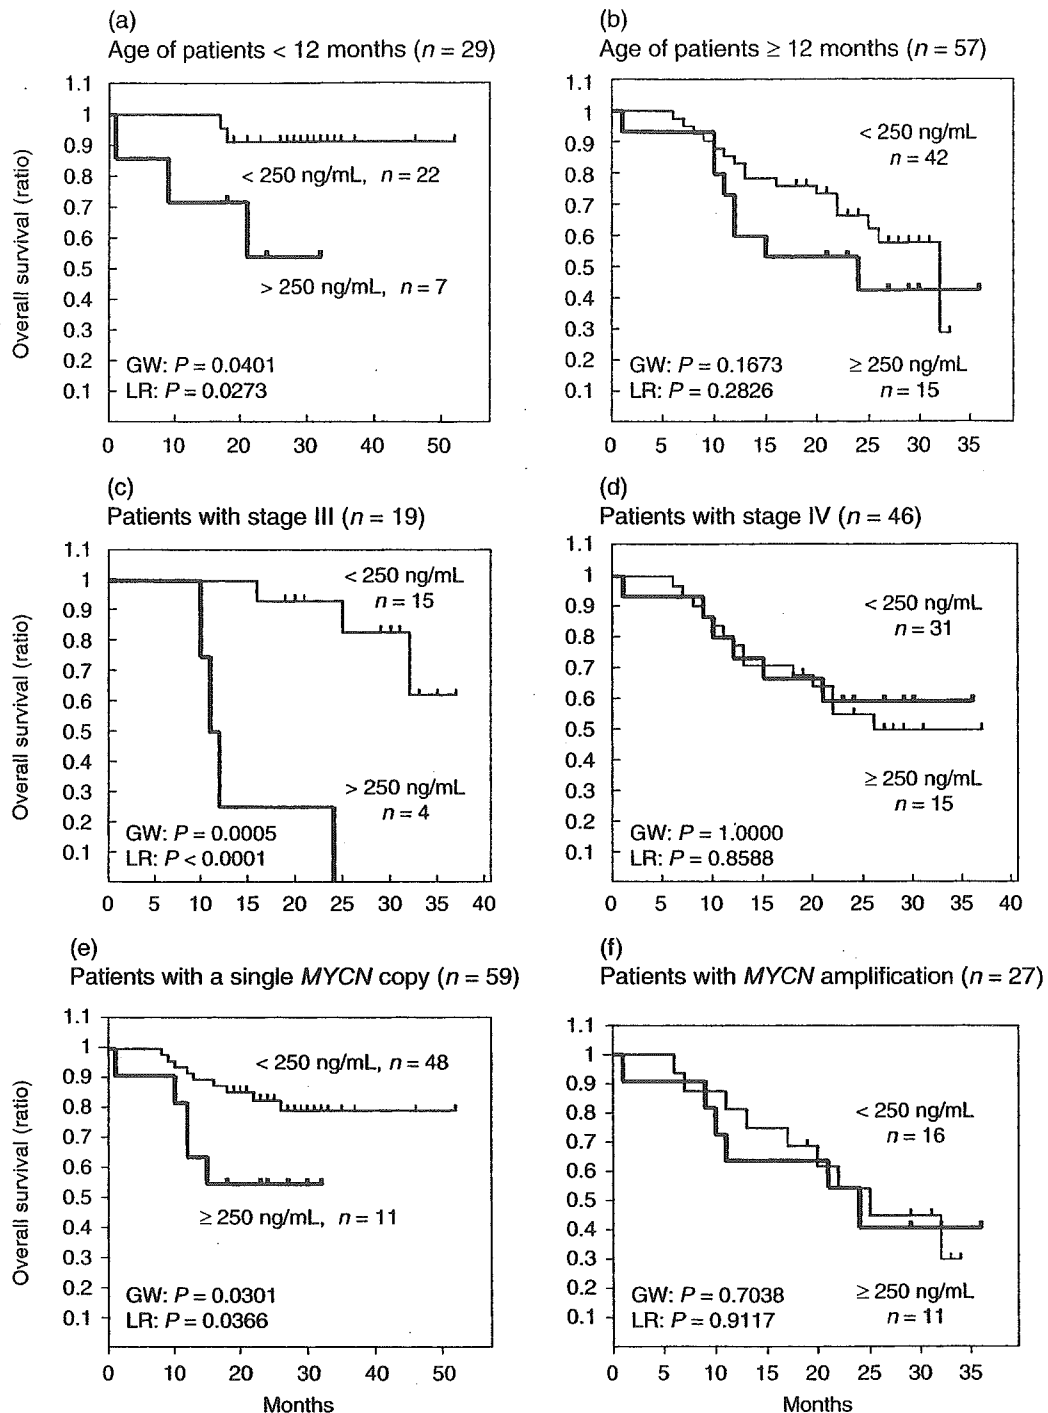 (a)
Age of patients < 12 months (n = 29)
1.1
1
0.9
0.8
0.7
0.6
0.5
0.4
0.3
0.2
0.1
Overall survival (ratio)
< 250 ng/mL, n = 22
> 250 ng/mL, n = 7
GW: P = 0.0401
LR: P = 0.0273
0 10 20 30 40 50
(b)
Age of patients ≥ 12 months (n = 57)
1.1
1
0.9
0.8
0.7
0.6
0.5
0.4
0.3
0.2
0.1
< 250 ng/mL
n = 42
GW: P = 0.1673
LR: P = 0.2826
≥ 250 ng/mL
n = 15
0 5 10 15 20 25 30 35
(c)
Patients with stage III (n = 19)
1.1
1
0.9
0.8
0.7
0.6
0.5
0.4
0.3
0.2
0.1
Overall survival (ratio)
< 250 ng/mL
n = 15
> 250 ng/mL
n = 4
GW: P = 0.0005
LR: P < 0.0001
0 5 10 15 20 25 30 35 40
(d)
Patients with stage IV (n = 46)
1.1
1
0.9
0.8
0.7
0.6
0.5
0.4
0.3
0.2
0.1
< 250 ng/mL
n = 31
≥ 250 ng/mL
n = 15
GW: P = 1.0000
LR: P = 0.8588
0 5 10 15 20 25 30 35 40
(e)
Patients with a single MYCN copy (n = 59)
1.1
1
0.9
0.8
0.7
0.6
0.5
0.4
0.3
0.2
0.1
Overall survival (ratio)
< 250 ng/mL, n = 48
≥ 250 ng/mL, n = 11
GW: P = 0.0301
LR: P = 0.0366
0 10 20 30 40 50
Months
(f)
Patients with MYCN amplification (n = 27)
1.1
1
0.9
0.8
0.7
0.6
0.5
0.4
0.3
0.2
0.1
< 250 ng/mL
n = 16
GW: P = 0.7038
LR: P = 0.9117
≥ 250 ng/mL
n = 11
0 5 10 15 20 25 30 35
Months